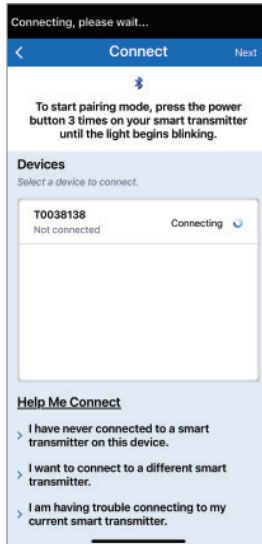 Connecting, please wait...
Connect
Next
To start pairing mode, press the power
button 3 times on your smart transmitter
until the light begins blinking.
Devices
Select a device to connect.
T0038138
Not connected
Connecting
Help Me Connect
I have never connected to a smart
transmitter on this device.
I want to connect to a different smart
transmitter.
I am having trouble connecting to my
current smart transmitter.